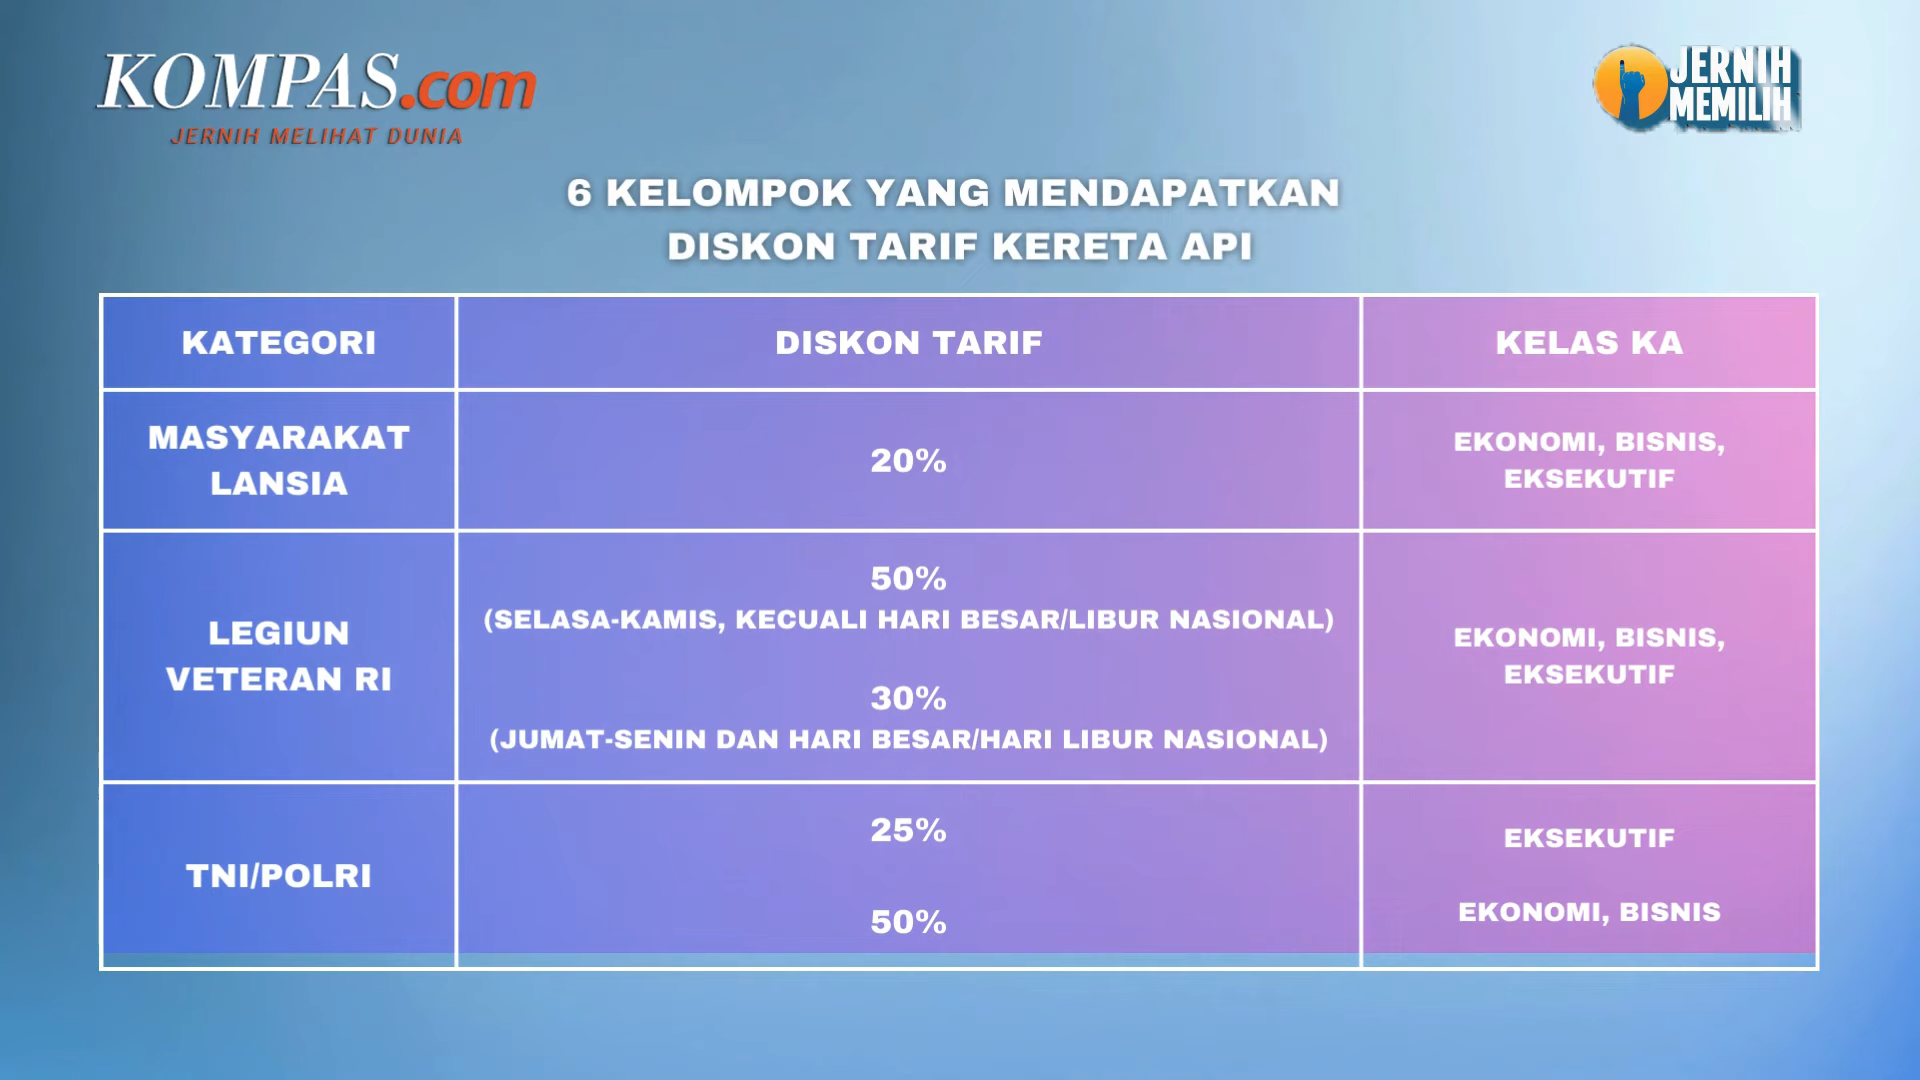 KOMPAS.com
JERNIH MELIHAT DUNIA
JERNIH
MEMILIH
6 KELOMPOK YANG MENDAPATKAN
DISKON TARIF KERETA API
KATEGORI
DISKON TARIF
KELAS KA
MASYARAKAT
LANSIA
20%
EKONOMI, BISNIS,
EKSEKUTIF
LEGIUN
VETERAN RI
50%
(SELASA-KAMIS, KECUALI HARI BESAR/LIBUR NASIONAL)
30%
(JUMAT-SENIN DAN HARI BESAR/HARI LIBUR NASIONAL)
EKONOMI, BISNIS,
EKSEKUTIF
TNI/POLRI
25%
50%
EKSEKUTIF
EKONOMI, BISNIS